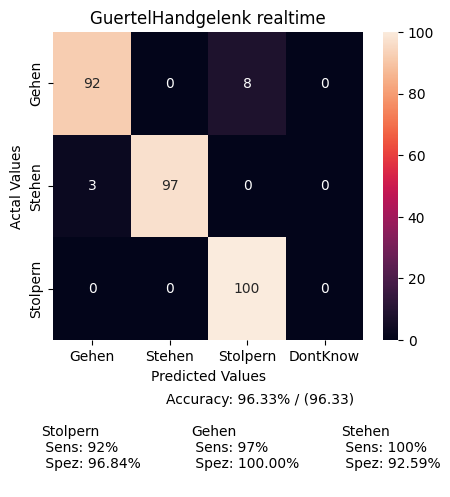 GuertelHandgelenk realtime
Actal Values
Gehen
92 0 8 0
Stehen
3 97 0 0
Stolpern
0 0 100 0
Gehen Stehen Stolpern DontKnow
Predicted Values
100
80
60
40
20
0
Accuracy: 96.33% / (96.33)
Stolpern Gehen Stehen
Sens: 92% Sens: 97% Sens: 100%
Spez: 96.84% Spez: 100.00% Spez: 92.59%